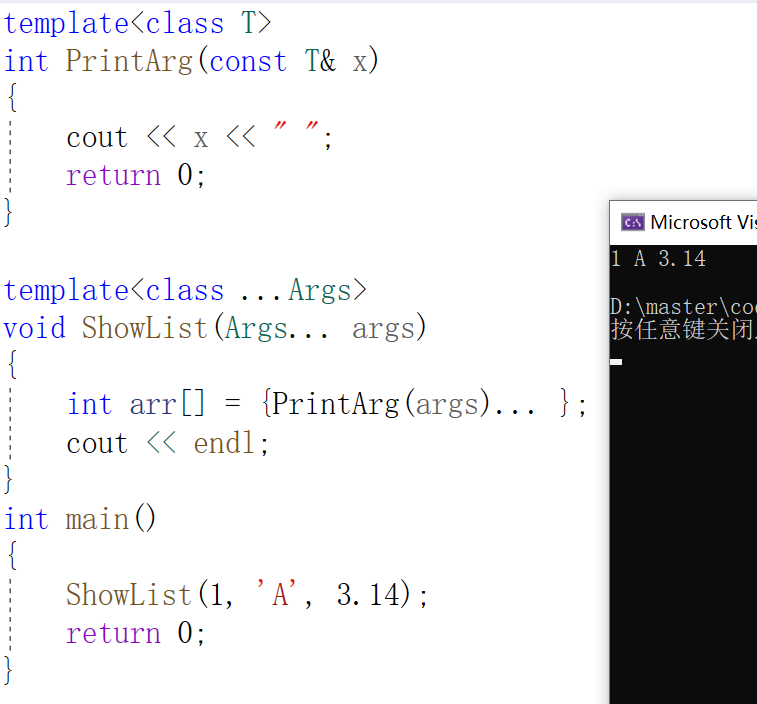 template<class T>
int PrintArg(const T& x)
{
cout << x << " ";
return 0;
}
template<class ...Args>
void ShowList(Args... args)
{
int arr[] = {PrintArg(args)... };
cout << endl;
}
int main()
{
ShowList(1, 'A', 3.14);
return 0;
}
Microsoft Vis
1 A 3.14
D:\master\cod
按任意键关闭